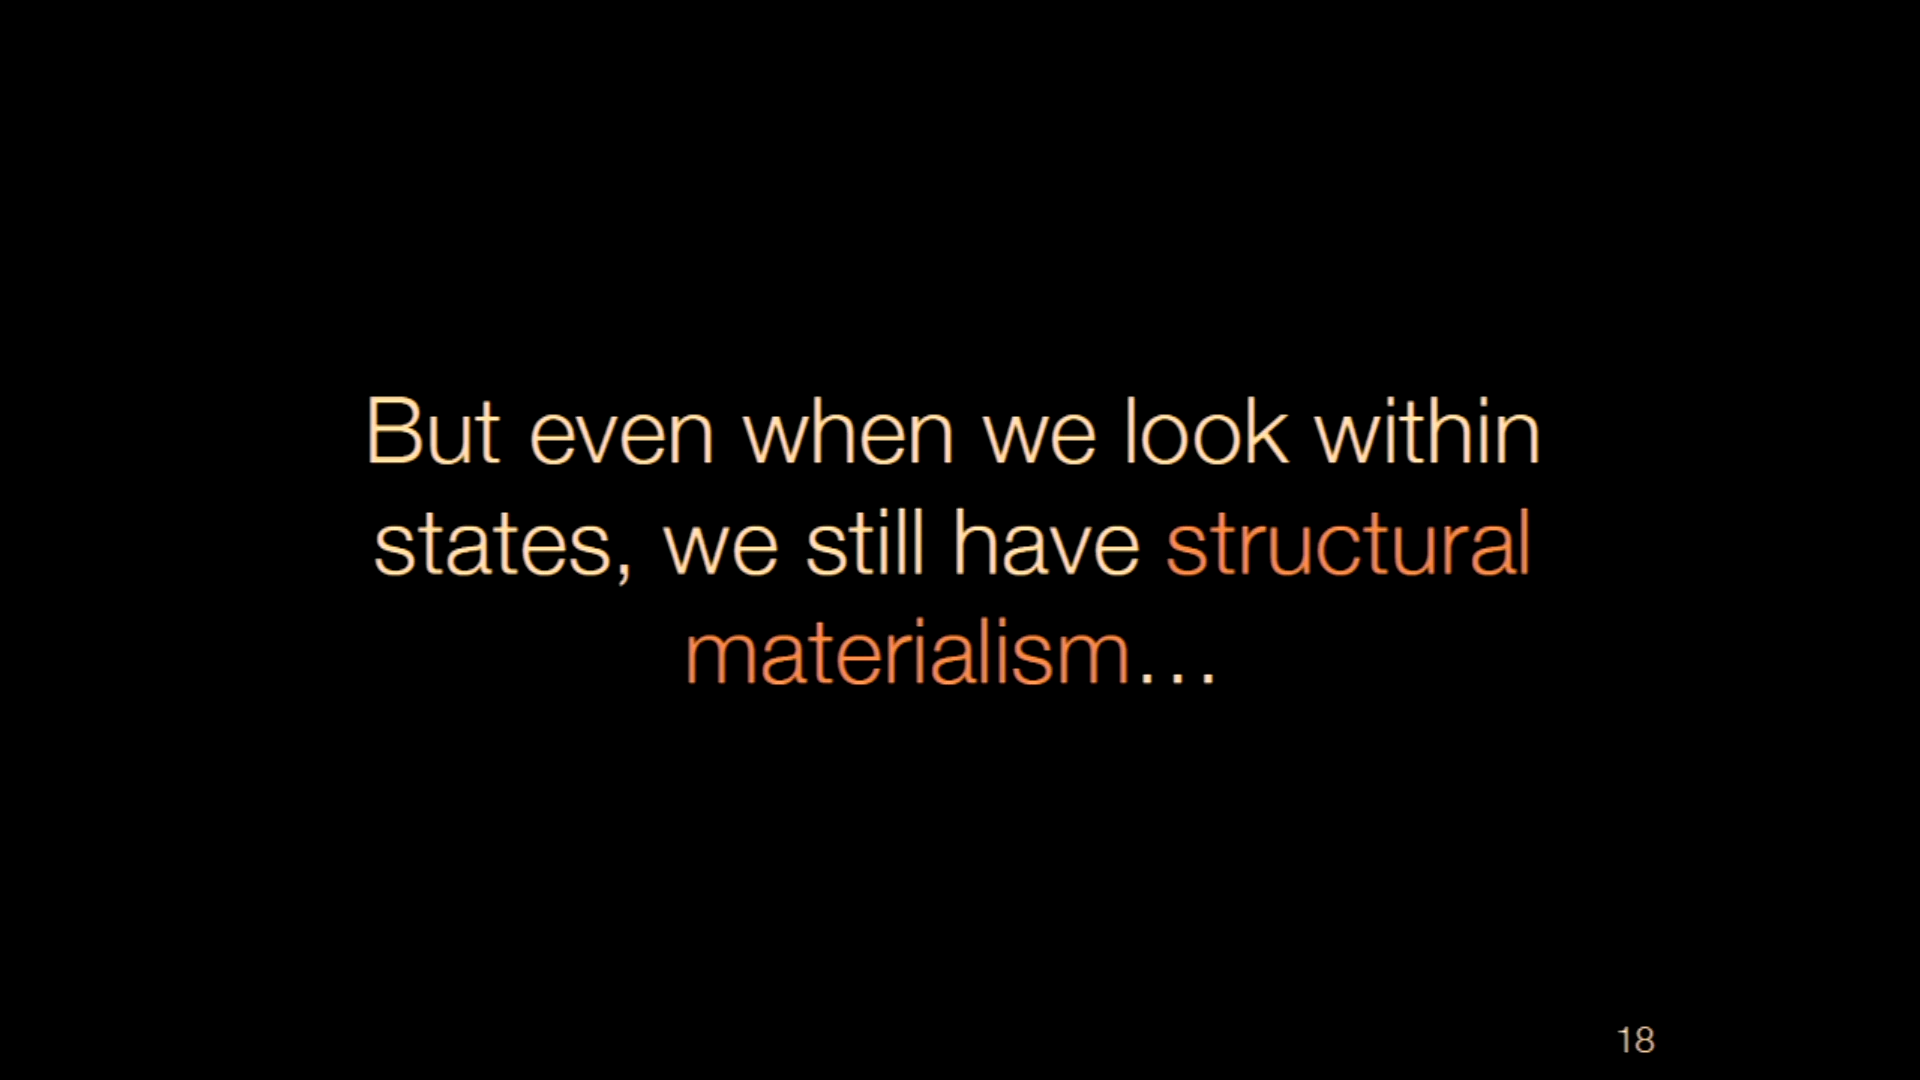 But even when we look within
states, we still have structural
materialism...
18